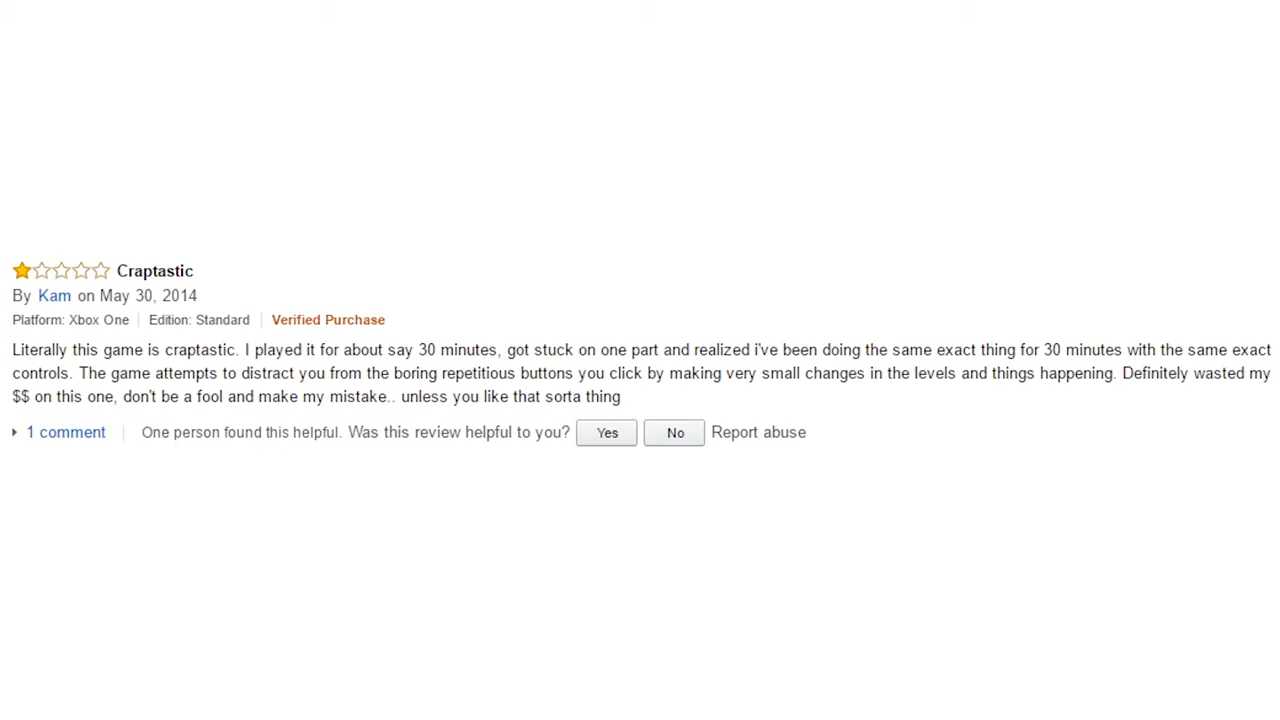 Craptastic
By Kam on May 30, 2014
Platform: Xbox One Edition: Standard Verified Purchase
Literally this game is craptastic. I played it for about say 30 minutes, got stuck on one part and realized i've been doing the same exact thing for 30 minutes with the same exact
controls. The game attempts to distract you from the boring repetitious buttons you click by making very small changes in the levels and things happening. Definitely wasted my
$$ on this one, don't be a fool and make my mistake.. unless you like that sorta thing
1 comment One person found this helpful. Was this review helpful to you? Yes No Report abuse